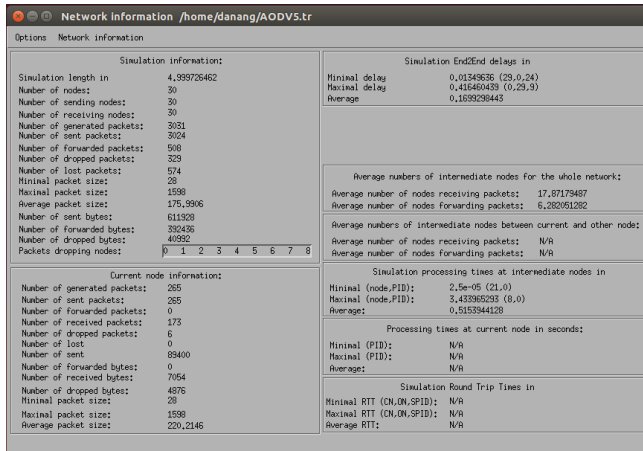 Network information /home/danang/AODV5.tr
Options Network information
Simulation information:
Simulation length in 4.999726462
Number of nodes: 30
Number of sending nodes: 30
Number of receiving nodes: 30
Number of generated packets: 3031
Number of sent packets: 3024
Number of forwarded packets: 508
Number of dropped packets: 329
Number of lost packets: 574
Minimal packet size: 28
Maximal packet size: 1598
Average packet size: 175.9906
Number of sent bytes: 611928
Number of forwarded bytes: 392436
Number of dropped bytes: 40992
Packets dropping nodes: 0 1 2 3 4 5 6 7 8
Current node information:
Number of generated packets: 265
Number of sent packets: 265
Number of forwarded packets: 0
Number of received packets: 173
Number of dropped packets: 6
Number of lost 0
Number of sent 89400
Number of forwarded bytes: 0
Number of received bytes: 7054
Number of dropped bytes: 4876
Minimal packet size: 28
Maximal packet size: 1598
Average packet size: 220.2146
Simulation End2End delays in
Minimal delay 0.01349636 (29,0,24)
Maximal delay 0.416460439 (0,29,9)
Average 0.1699298443
Average numbers of intermediate nodes for the whole network:
Average number of nodes receiving packets: 17.87179487
Average number of nodes forwarding packets: 6.282051282
Average numbers of intermediate nodes between current and other node:
Average number of nodes receiving packets: N/A
Average number of nodes forwarding packets: N/A
Simulation processing times at intermediate nodes in
Minimal (node,PID): 2.5e-05 (21,0)
Maximal (node,PID): 3.433965293 (8,0)
Average: 0.5153944128
Processing times at current node in seconds:
Minimal (PID): N/A
Maximal (PID): N/A
Average: N/A
Simulation Round Trip Times in
Minimal RTT (CN,ON,SPID): N/A
Maximal RTT (CN,ON,SPID): N/A
Average RTT: N/A